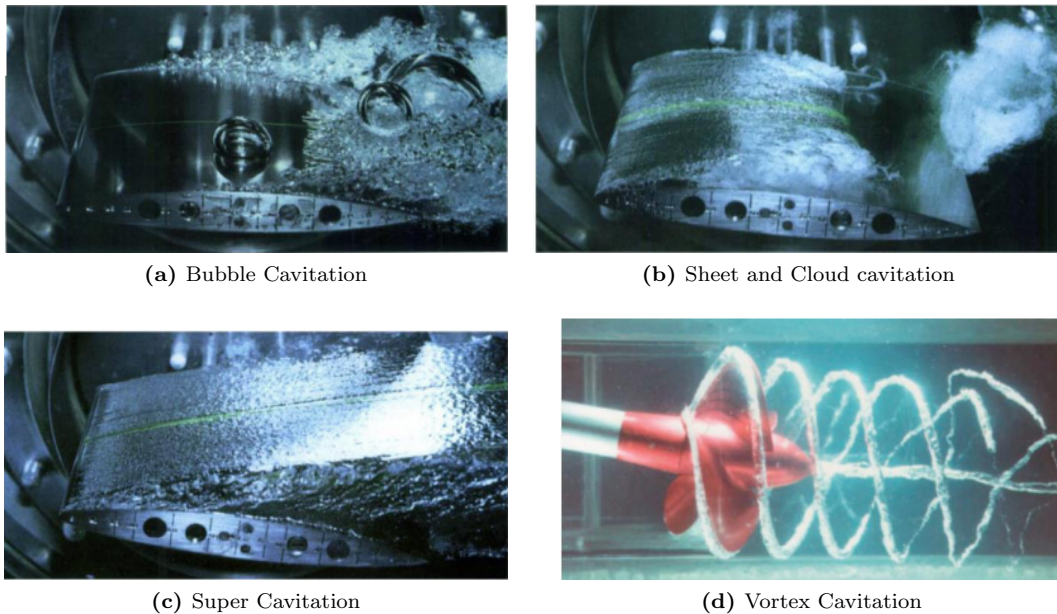 (a) Bubble Cavitation
(b) Sheet and Cloud cavitation
(c) Super Cavitation
(d) Vortex Cavitation